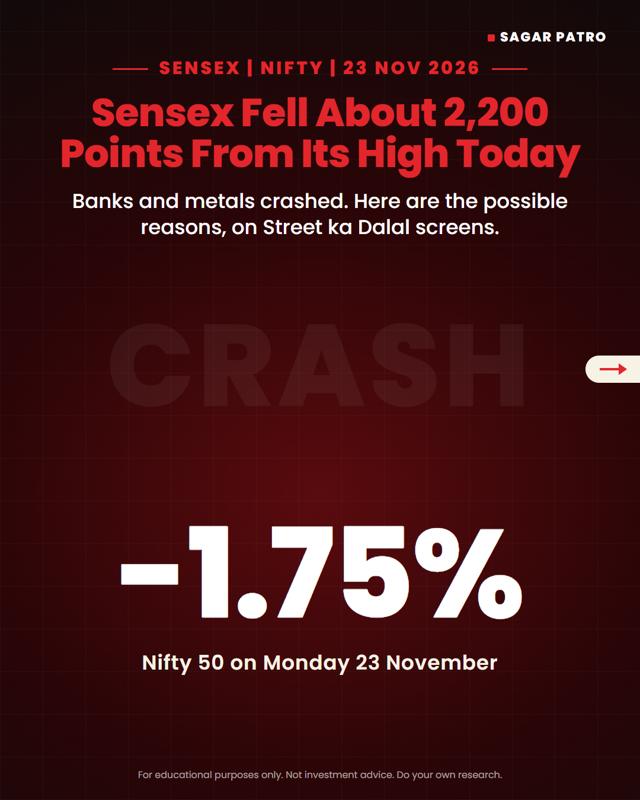 SAGAR PATRO
SENSEX | NIFTY | 23 NOV 2026
Sensex Fell About 2,200
Points From Its High Today
Banks and metals crashed. Here are the possible
reasons, on Street ka Dalal screens.
CRASH
-1.75%
Nifty 50 on Monday 23 November
For educational purposes only. Not investment advice. Do your own research.